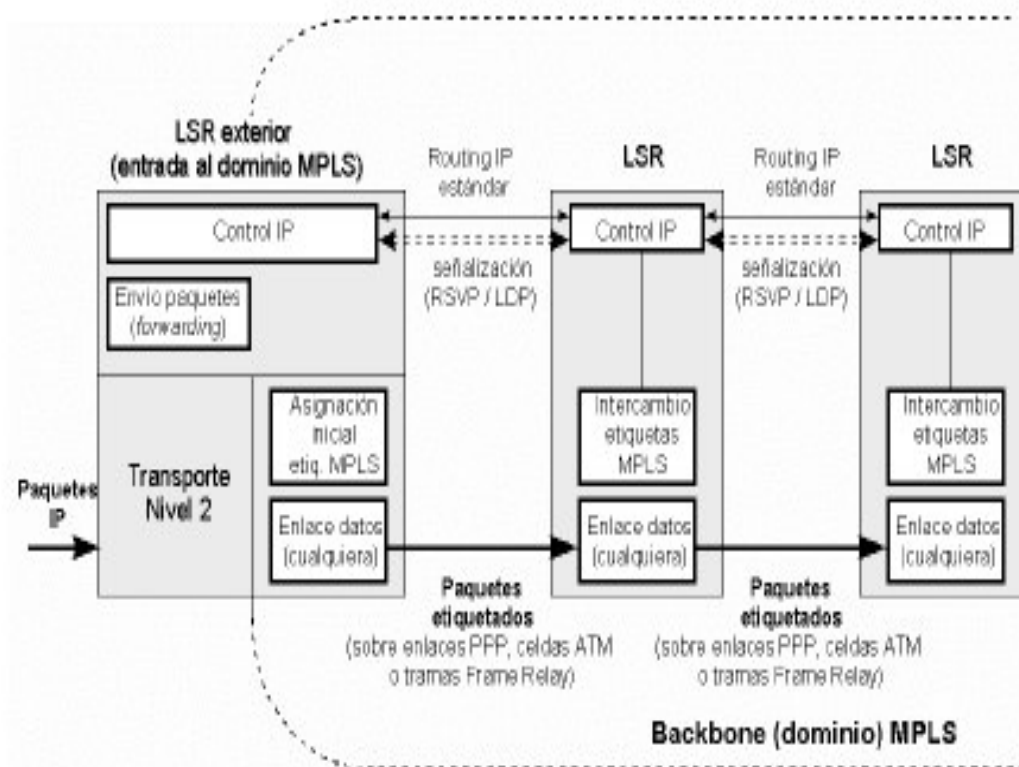 LSR exterior
(entrada al dominio MPLS)
Routing IP
estándar
LSR
Routing IP
estándar
LSR
Control IP
Control IP
Control IP
señalización
(RSVP / LDP)
señalización
(RSVP / LDP)
Envío paquetes
(forwarding)
Asignación
inicial
etiq. MPLS
Intercambio
etiquetas
MPLS
Intercambio
etiquetas
MPLS
Transporte
Nivel 2
Paquetes
IP
Enlace datos
(cualquiera)
Enlace datos
(cualquiera)
Enlace datos
(cualquiera)
Paquetes
etiquetados
(sobre enlaces PPP, celdas ATM
o tramas Frame Relay)
Paquetes
etiquetados
(sobre enlaces PPP, celdas ATM
o tramas Frame Relay)
Backbone (dominio) MPLS